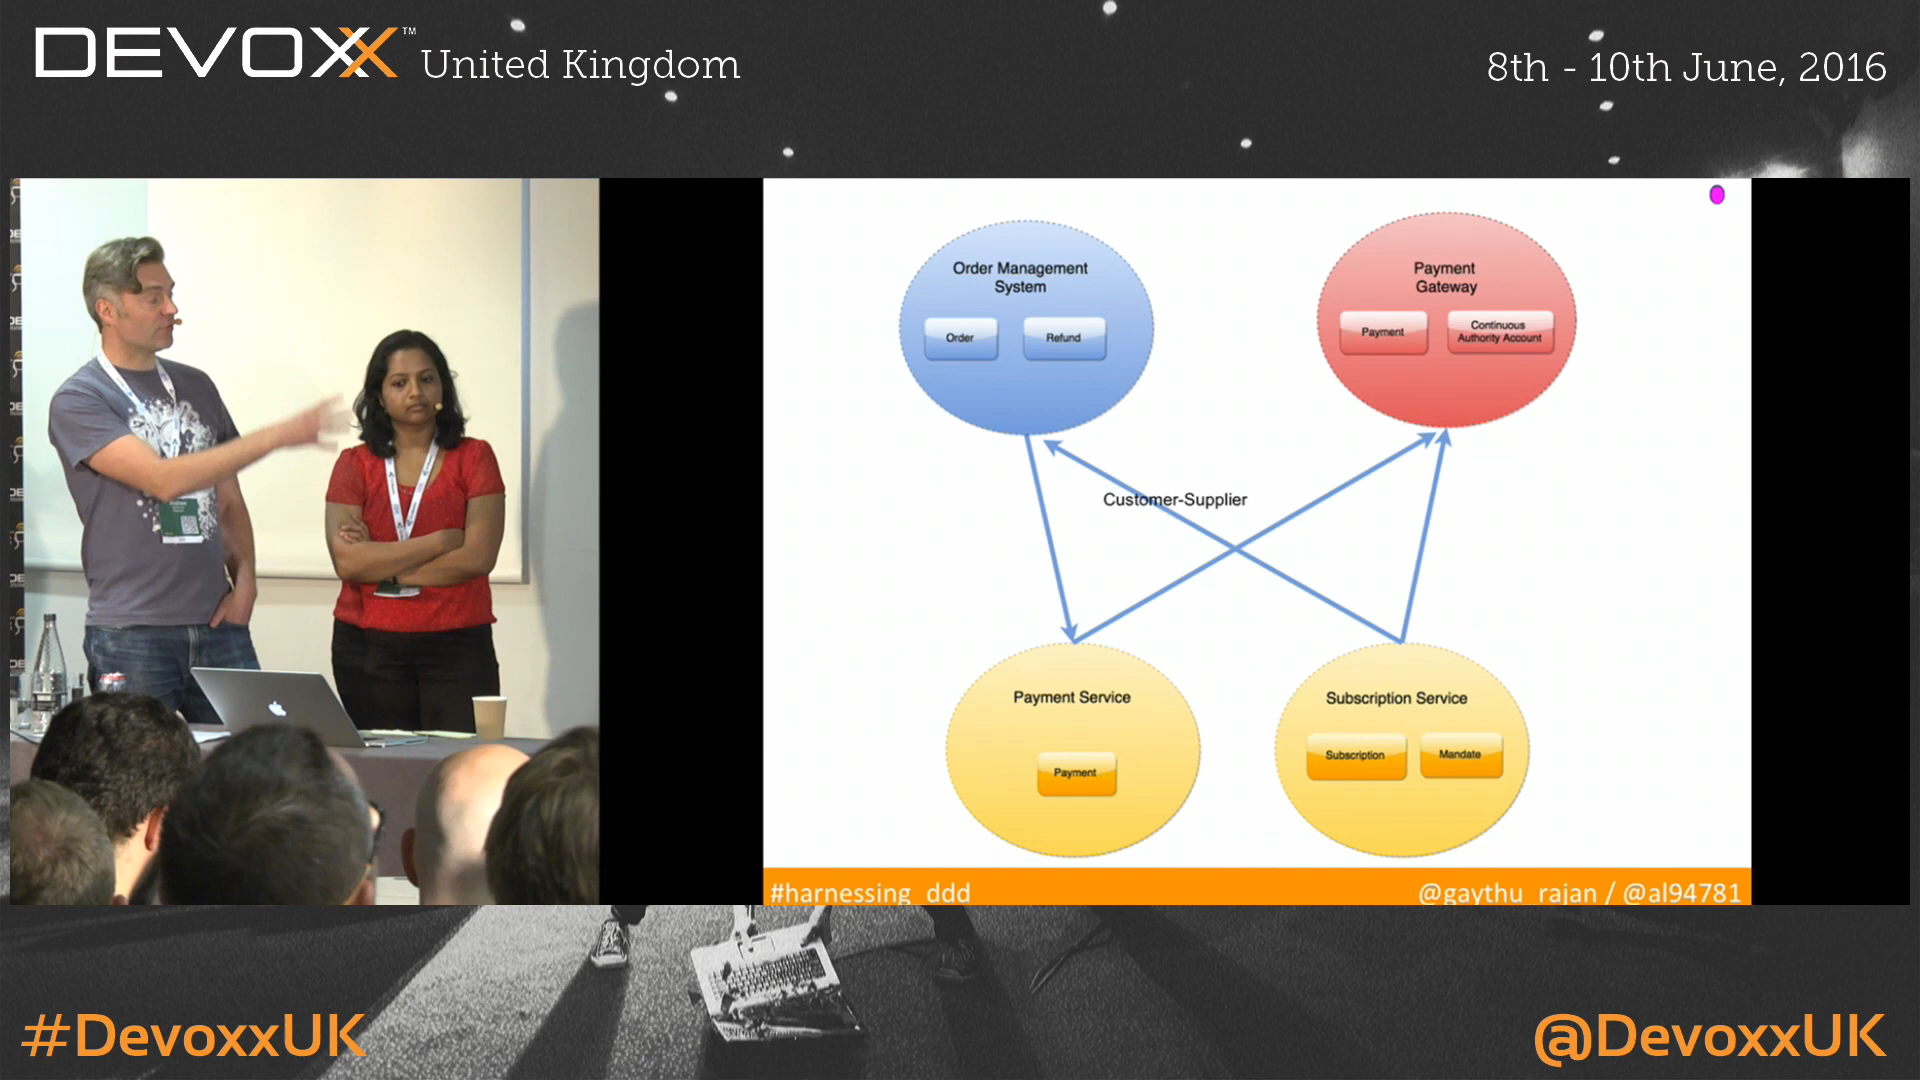 DEVOXX™ United Kingdom
8th - 10th June, 2016
Order Management
System
Order
Refund
Payment
Gateway
Payment
Continuous
Authority Account
Customer-Supplier
Payment Service
Payment
Subscription Service
Subscription
Mandate
#harnessing_ddd
@gaythu_rajan / @al94781
#DevoxxUK
@DevoxxUK